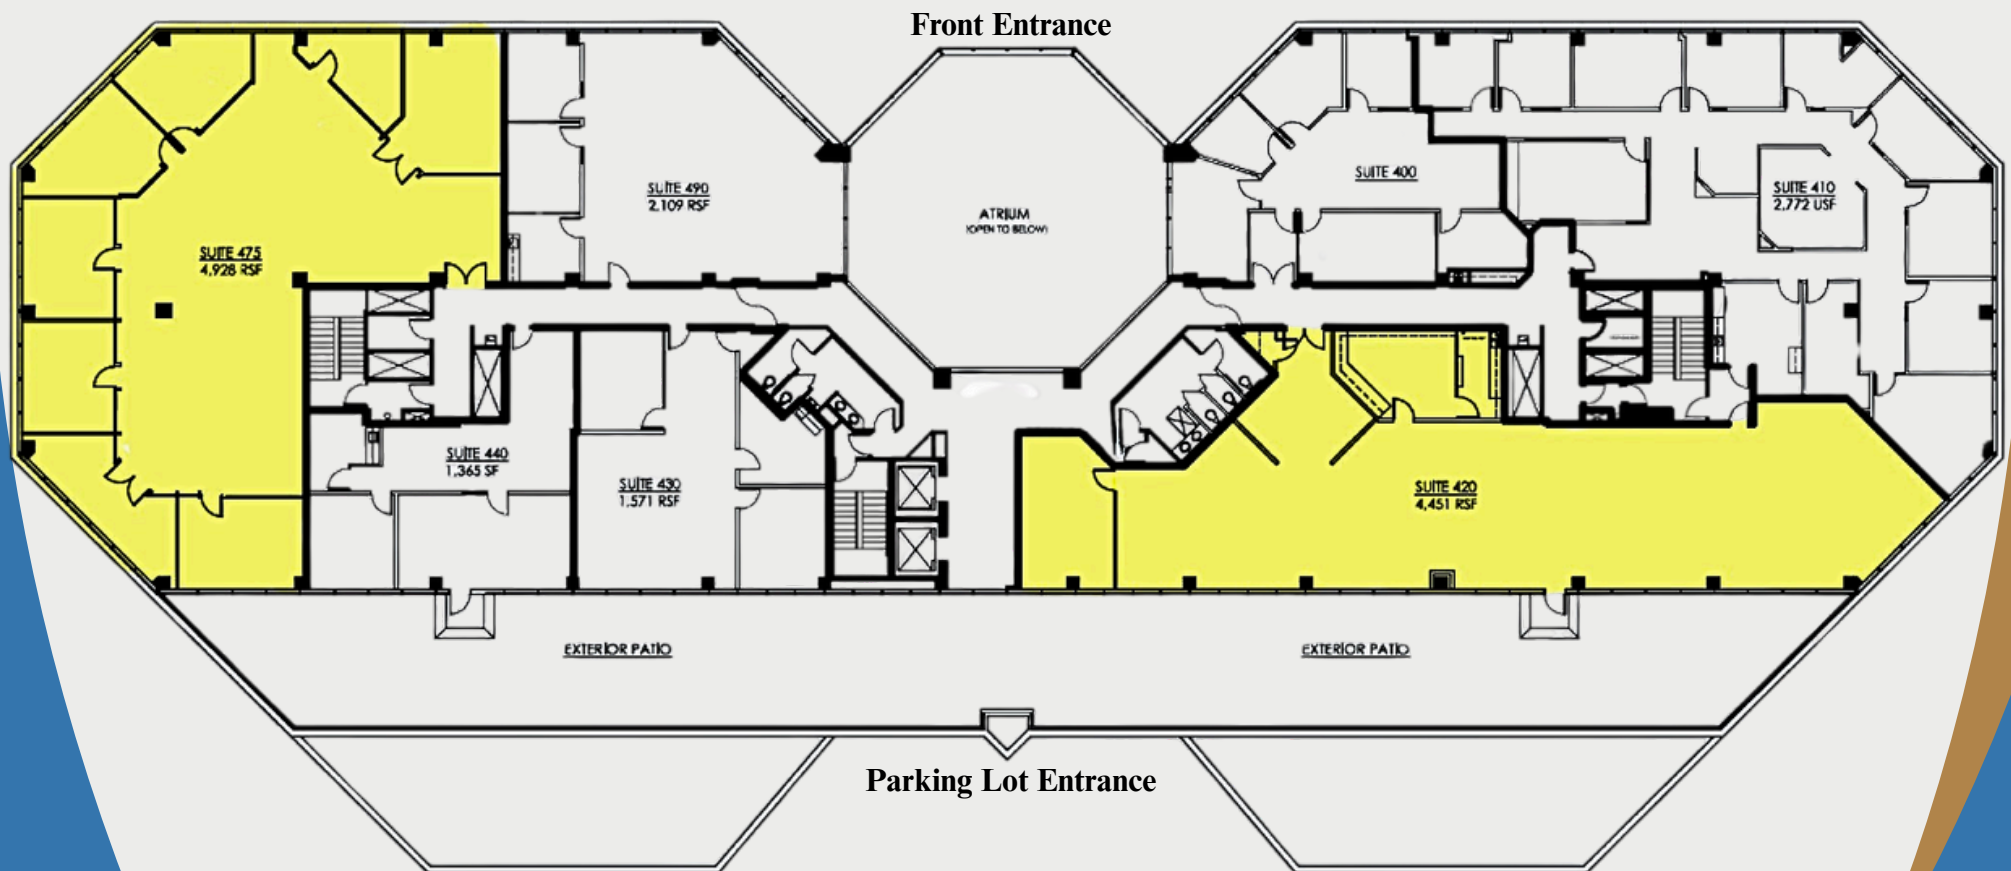 Front Entrance
SUITE 490
2,109 RSF
SUITE 400
SUITE 410
2,772 USF
ATRIUM
(OPEN TO BELOW)
SUITE 475
4,928 RSF
SUITE 440
1,365 SF
SUITE 430
1,571 RSF
SUITE 420
4,451 RSF
EXTERIOR PATIO
EXTERIOR PATIO
Parking Lot Entrance